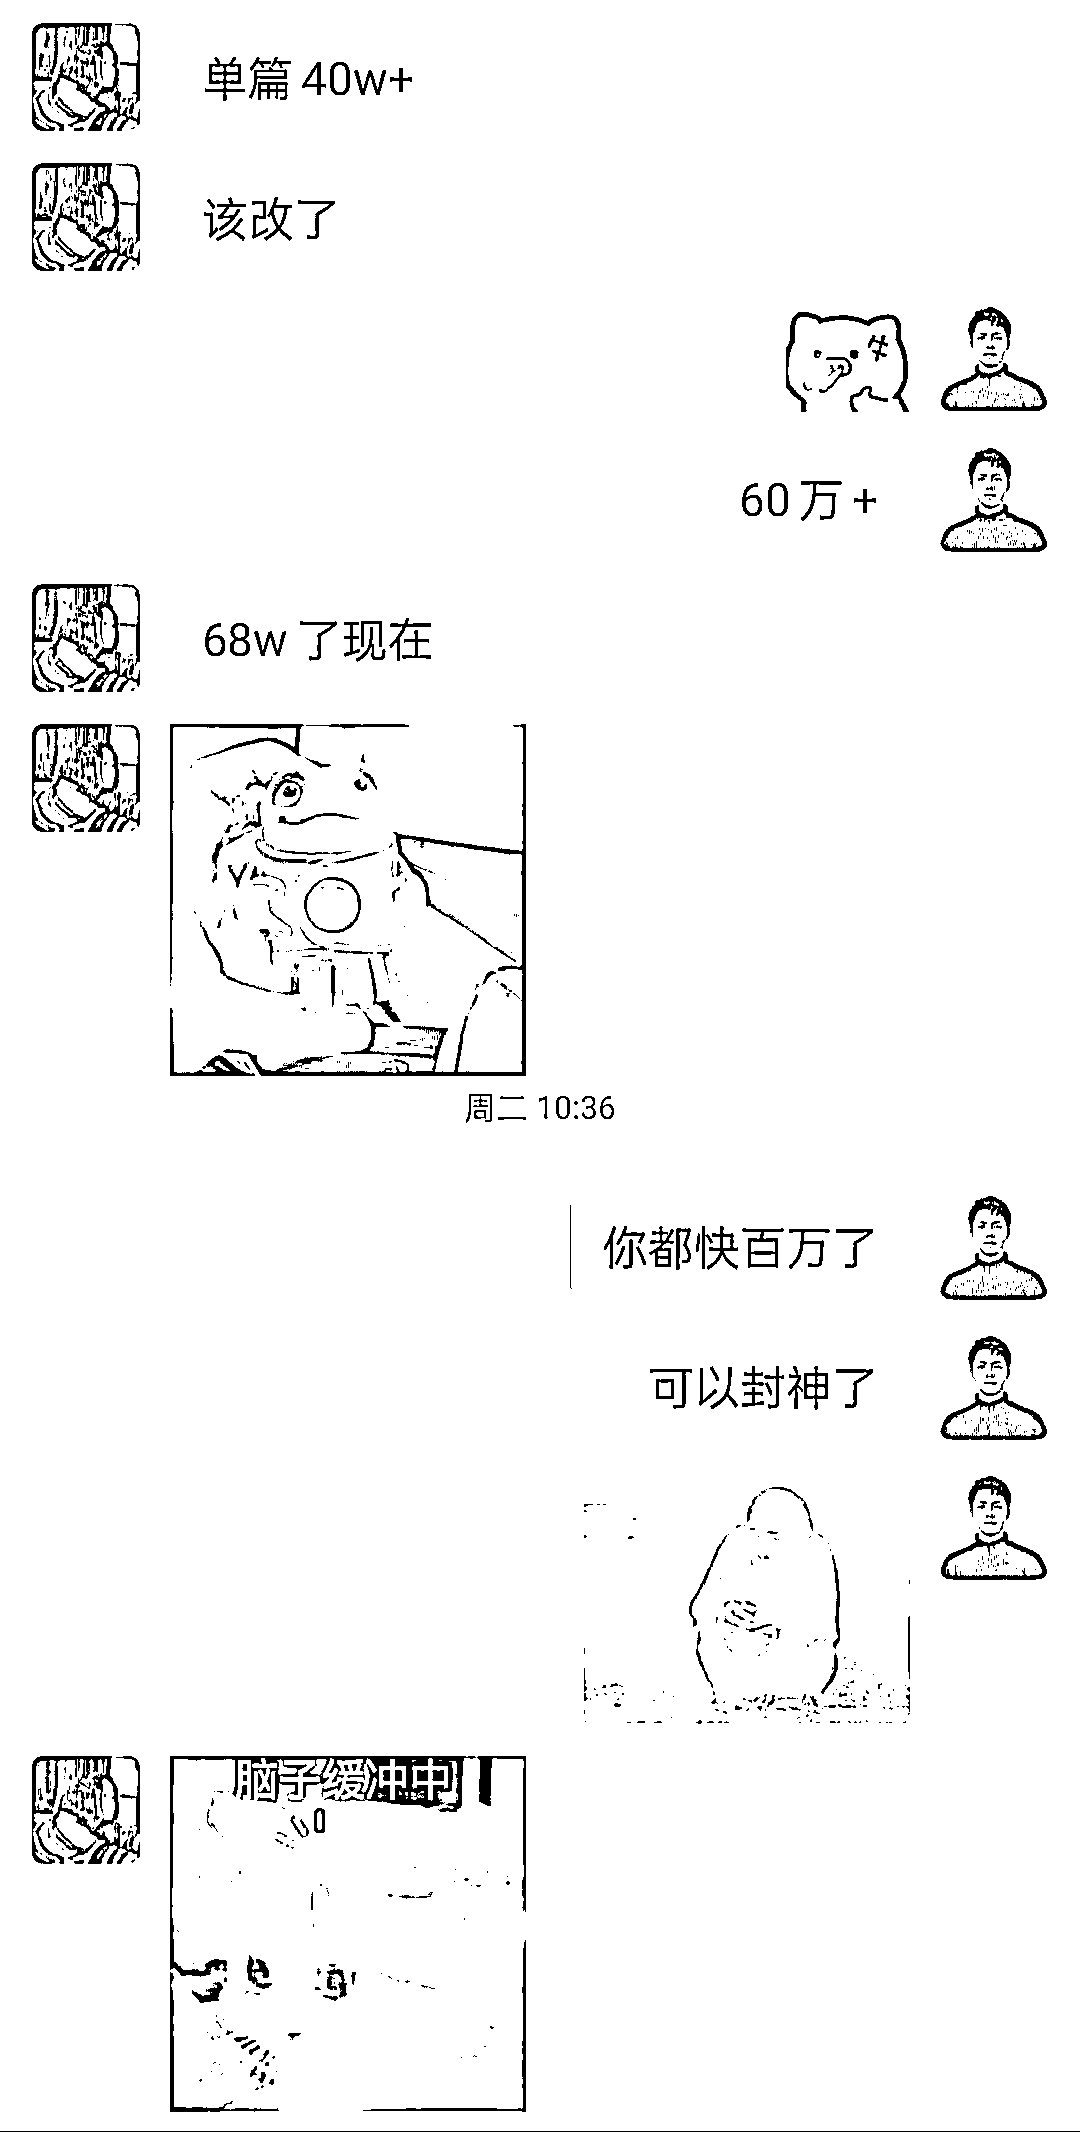 单篇 40w+
该改了
牛
60 万 +
68w 了现在
周二 10:36
你都快百万了
可以封神了
脑子缓冲中